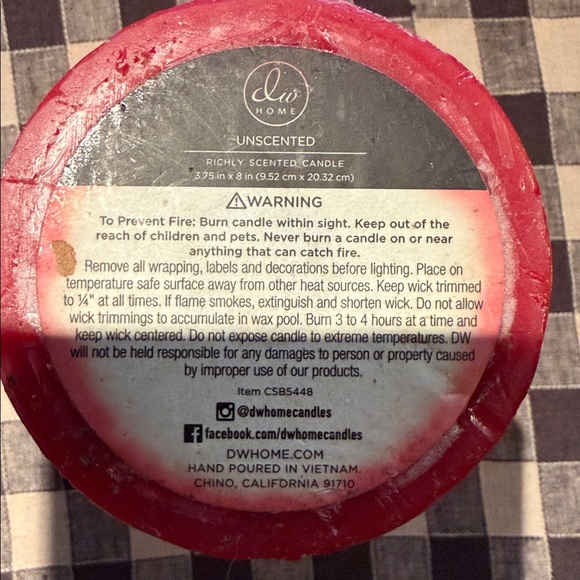 dw
HOME
UNSCENTED
RICHLY SCENTED CANDLE
3.75 in x 8 in (9.52 cm x 20.32 cm)
⚠WARNING
To Prevent Fire: Burn candle within sight. Keep out of the
reach of children and pets. Never burn a candle on or near
anything that can catch fire.
Remove all wrapping, labels and decorations before lighting. Place on
temperature safe surface away from other heat sources. Keep wick trimmed
to ¼" at all times. If flame smokes, extinguish and shorten wick. Do not allow
wick trimmings to accumulate in wax pool. Burn 3 to 4 hours at a time and
keep wick centered. Do not expose candle to extreme temperatures. DW
will not be held responsible for any damages to person or property caused
by improper use of our products.
Item CSB5448
@dwhomecandles
facebook.com/dwhomecandles
DWHOME.COM
HAND POURED IN VIETNAM.
CHINO, CALIFORNIA 91710